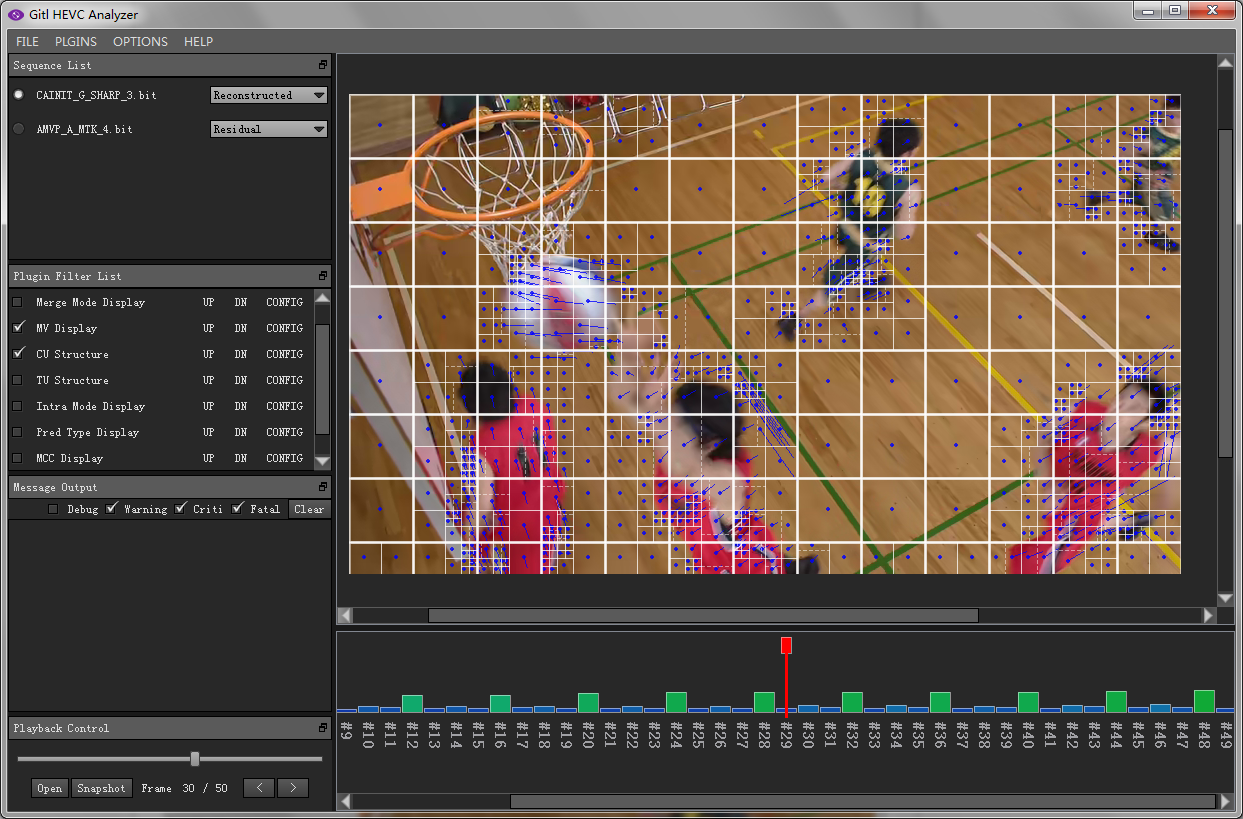 Gitl HEVC Analyzer
FILE PLGINS OPTIONS HELP
Sequence List
CAINIT_G_SHARP_3.bit Reconstructed
AMVP_A_MTK_4.bit Residual
Plugin Filter List
Merge Mode Display UP DN CONFIG
MV Display UP DN CONFIG
CU Structure UP DN CONFIG
TU Structure UP DN CONFIG
Intra Mode Display UP DN CONFIG
Pred Type Display UP DN CONFIG
MCC Display UP DN CONFIG
Message Output
Debug Warning Criti Fatal Clear
Playback Control
Open Snapshot Frame 30 / 50 < >
#9 #10 #11 #12 #13 #14 #15 #16 #17 #18 #19 #20 #21 #22 #23 #24 #25 #26 #27 #28 #29 #30 #31 #32 #33 #34 #35 #36 #37 #38 #39 #40 #41 #42 #43 #44 #45 #46 #47 #48 #49